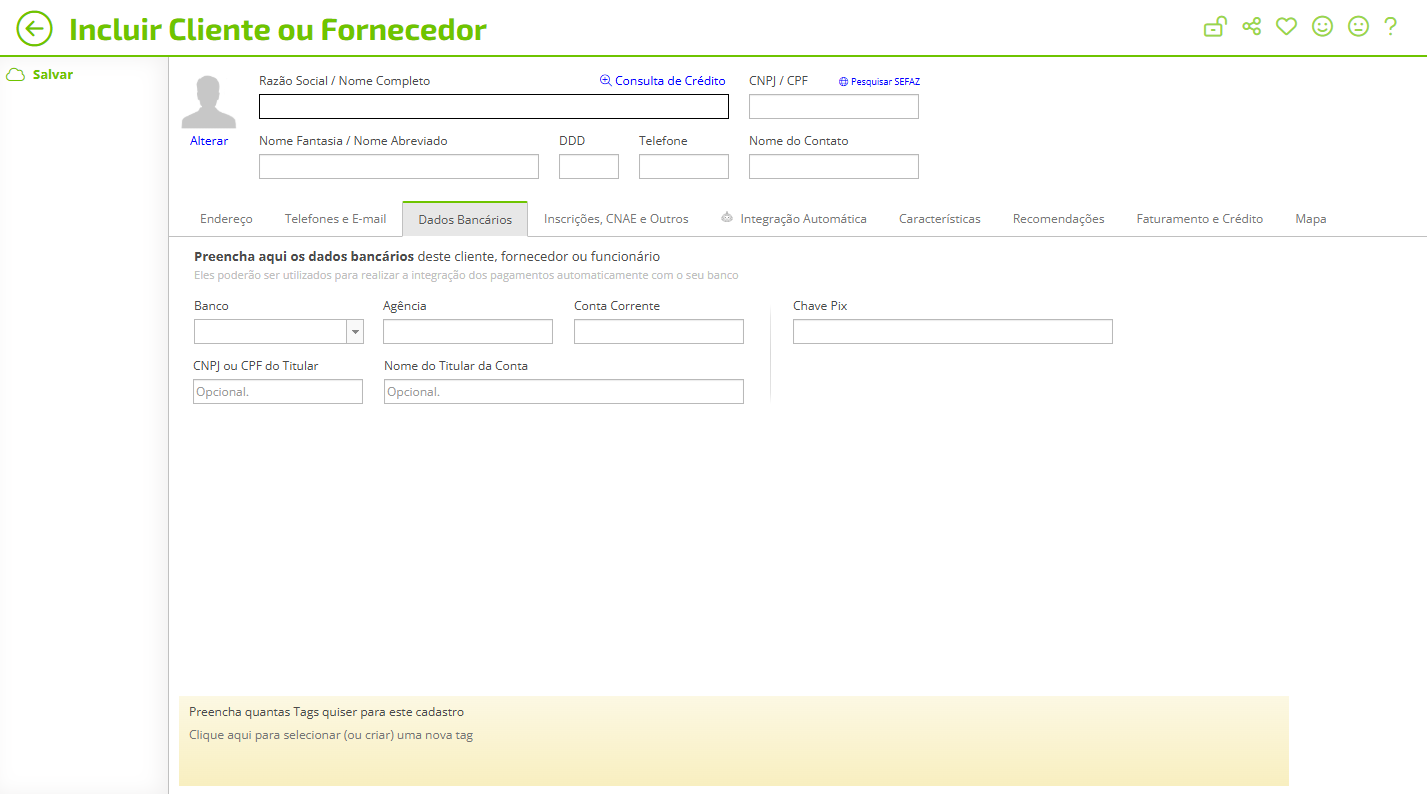 Incluir Cliente ou Fornecedor
?
Salvar
Razão Social / Nome Completo
Consulta de Crédito
CNPJ / CPF
Pesquisar SEFAZ
Alterar
Nome Fantasia / Nome Abreviado
DDD
Telefone
Nome do Contato
Endereço
Telefones e E-mail
Dados Bancários
Inscrições, CNAE e Outros
Integração Automática
Características
Recomendações
Faturamento e Crédito
Mapa
Preencha aqui os dados bancários deste cliente, fornecedor ou funcionário
Eles poderão ser utilizados para realizar a integração dos pagamentos automaticamente com o seu banco
Banco
Agência
Conta Corrente
Chave Pix
CNPJ ou CPF do Titular
Nome do Titular da Conta
Opcional.
Opcional.
Preencha quantas Tags quiser para este cadastro
Clique aqui para selecionar (ou criar) uma nova tag